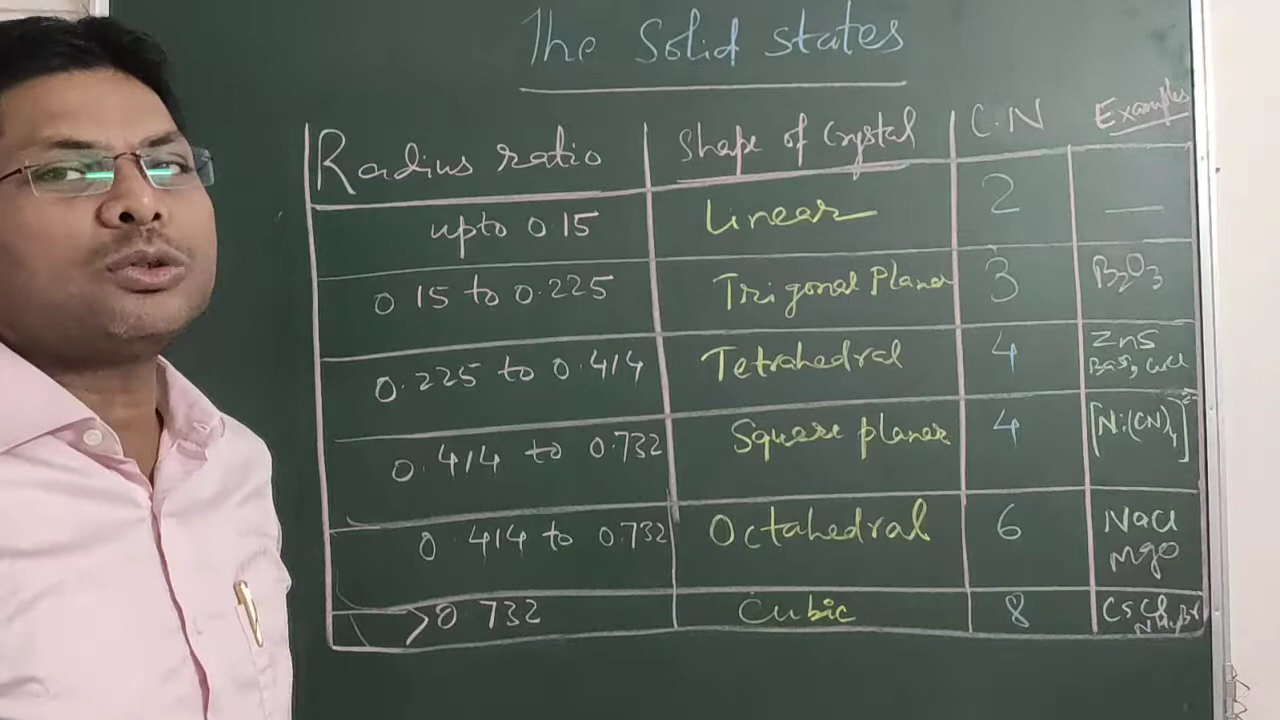 The Solid states
Radius ratio Shape of Crystal C.N Examples
upto 0 15 Linear 2 —
0 15 to 0.225 Trigonal Planar 3 B₂O₃
0.225 to 0.414 Tetrahedral 4 ZnS
BaS, CuCl
0.414 to 0.732 Square planar 4 [Ni(CN)₄]²⁻
0.414 to 0.732 Octahedral 6 NaCl
MgO
>0 732 Cubic 8 CsCl,
NH₄Br